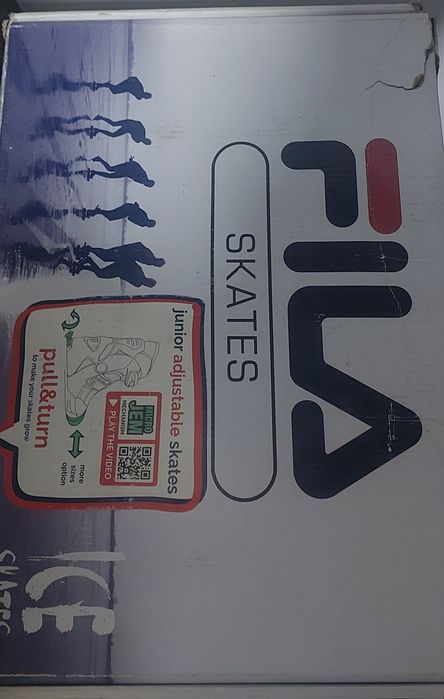 FILA
SKATES
junior adjustable skates
MICRO
JEM
MECHANISM
▶ PLAY THE VIDEO
more
sizes
option
pull&turn
to make your skates grow
ICE
SKATES